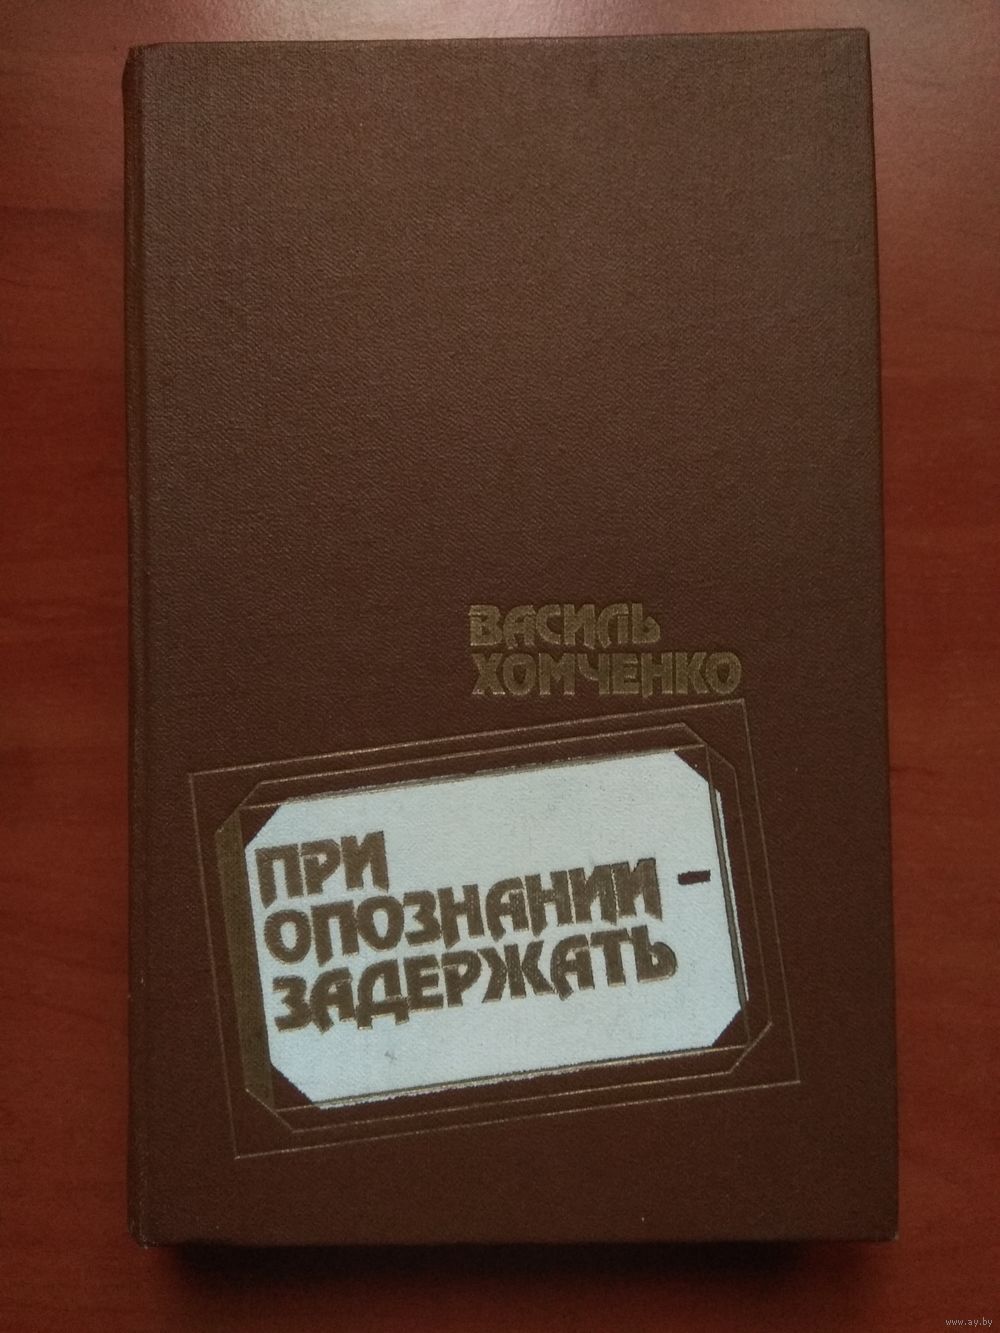 ВАСИЛЬ
ХОМЧЕНКО
ПРИ
ОПОЗНАНИИ -
ЗАДЕРЖАТЬ
www.ay.by